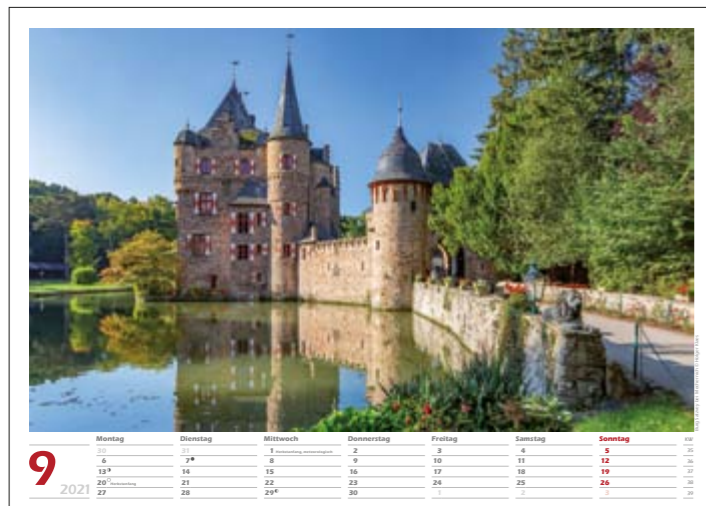 Montag Dienstag Mittwoch Donnerstag Freitag Samstag Sonntag KW
30 31 1 2 3 4 5 35
6 7 8 9 10 11 12 36
13 14 15 16 17 18 19 37
20 21 22 23 24 25 26 38
27 28 29 30 1 2 3 39
9
2021